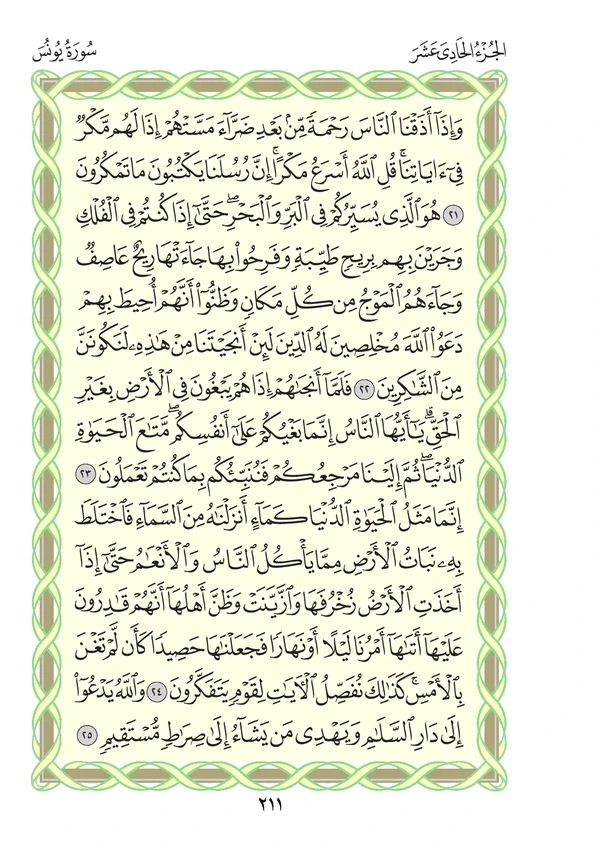 الجُزْءُ الحَادِى عَشَرَ
سُورَةُ يُونُسَ
وَإِذَآ أَذَقْنَا ٱلنَّاسَ رَحْمَةً مِّنۢ بَعْدِ ضَرَّآءَ مَسَّتْهُمْ إِذَا لَهُم مَّكْرٌ
فِىٓ ءَايَاتِنَا ۚ قُلِ ٱللَّهُ أَسْرَعُ مَكْرًا ۚ إِنَّ رُسُلَنَا يَكْتُبُونَ مَا تَمْكُرُونَ
٢١ هُوَ ٱلَّذِى يُسَيِّرُكُمْ فِى ٱلْبَرِّ وَٱلْبَحْرِ ۖ حَتَّىٰٓ إِذَا كُنتُمْ فِى ٱلْفُلْكِ
وَجَرَيْنَ بِهِم بِرِيحٍ طَيِّبَةٍ وَفَرِحُوا۟ بِهَا جَآءَتْهَا رِيحٌ عَاصِفٌ
وَجَآءَهُمُ ٱلْمَوْجُ مِن كُلِّ مَكَانٍ وَظَنُّوٓا۟ أَنَّهُمْ أُحِيطَ بِهِمْ
دَعَوُا۟ ٱللَّهَ مُخْلِصِينَ لَهُ ٱلدِّينَ لَئِنْ أَنجَيْتَنَا مِنْ هَٰذِهِۦ لَنَكُونَنَّ
مِنَ ٱلشَّٰكِرِينَ ٢٢ فَلَمَّآ أَنجَىٰهُمْ إِذَا هُمْ يَبْغُونَ فِى ٱلْأَرْضِ بِغَيْرِ
ٱلْحَقِّ ۗ يَٰٓأَيُّهَا ٱلنَّاسُ إِنَّمَا بَغْيُكُمْ عَلَىٰٓ أَنفُسِكُم ۖ مَّتَٰعَ ٱلْحَيَوٰةِ
ٱلدُّنْيَا ۖ ثُمَّ إِلَيْنَا مَرْجِعُكُمْ فَنُنَبِّئُكُم بِمَا كُنتُمْ تَعْمَلُونَ ٢٣
إِنَّمَا مَثَلُ ٱلْحَيَوٰةِ ٱلدُّنْيَا كَمَآءٍ أَنزَلْنَٰهُ مِنَ ٱلسَّمَآءِ فَٱخْتَلَطَ
بِهِۦ نَبَاتُ ٱلْأَرْضِ مِمَّا يَأْكُلُ ٱلنَّاسُ وَٱلْأَنْعَٰمُ حَتَّىٰٓ إِذَآ
أَخَذَتِ ٱلْأَرْضُ زُخْرُفَهَا وَٱزَّيَّنَتْ وَظَنَّ أَهْلُهَآ أَنَّهُمْ قَٰدِرُونَ
عَلَيْهَآ أَتَىٰهَآ أَمْرُنَا لَيْلًا أَوْ نَهَارًا فَجَعَلْنَٰهَا حَصِيدًا كَأَن لَّمْ تَغْنَ
بِٱلْأَمْسِ ۚ كَذَٰلِكَ نُفَصِّلُ ٱلْءَايَٰتِ لِقَوْمٍ يَتَفَكَّرُونَ ٢٤ وَٱللَّهُ يَدْعُوٓا۟
إِلَىٰ دَارِ ٱلسَّلَٰمِ وَيَهْدِى مَن يَشَآءُ إِلَىٰ صِرَٰطٍ مُّسْتَقِيمٍ ٢٥
٢١١